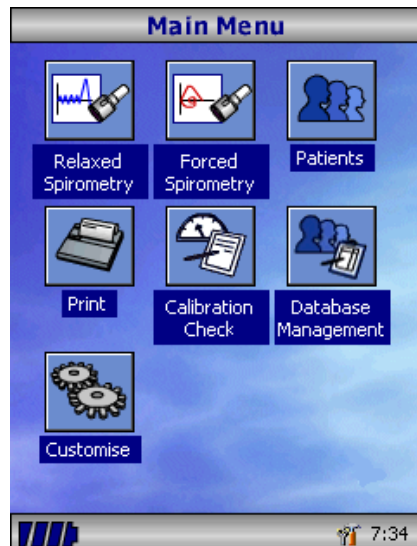 Main Menu
Relaxed
Spirometry
Forced
Spirometry
Patients
Print
Calibration
Check
Database
Management
Customise
7:34